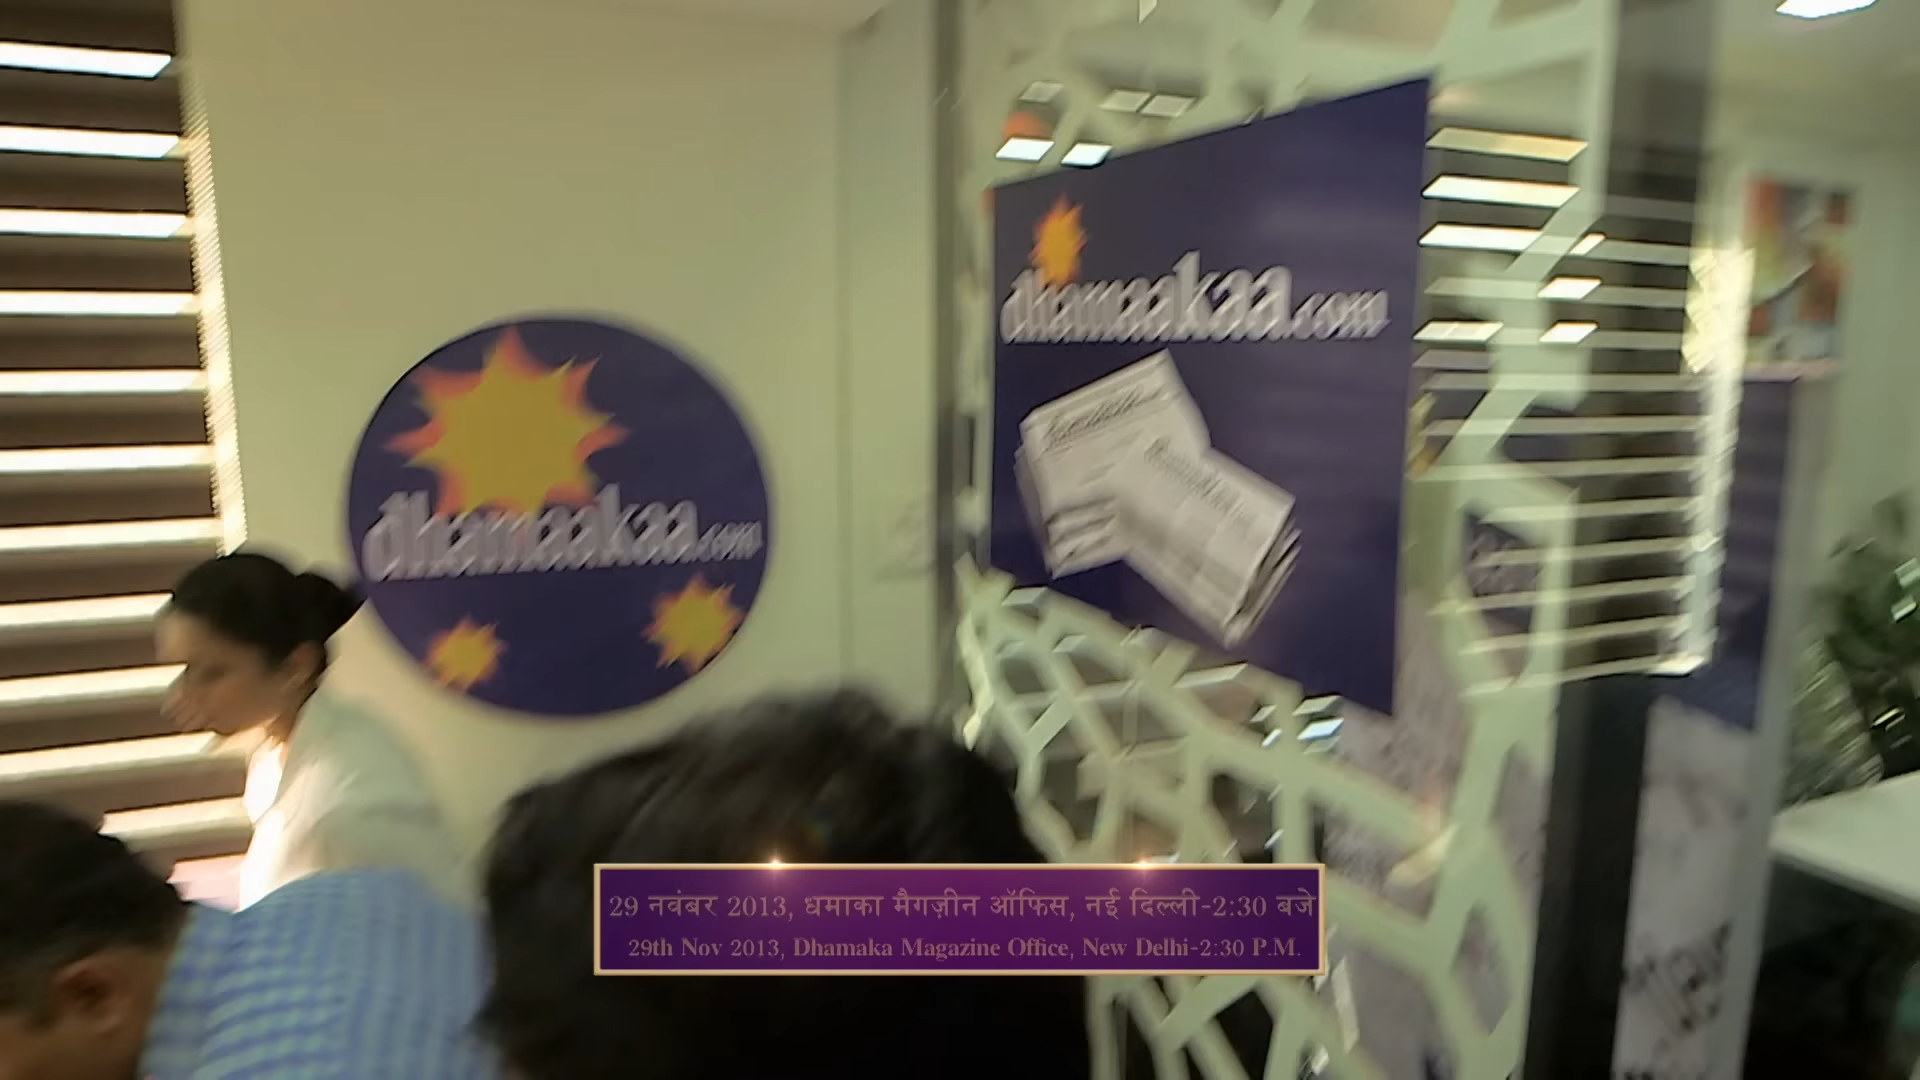 dhamaakaa.com
dhamaakaa.com
29 नवंबर 2013, धमाका मैगज़ीन ऑफिस, नई दिल्ली-2:30 बजे
29th Nov 2013, Dhamaka Magazine Office, New Delhi-2:30 P.M.